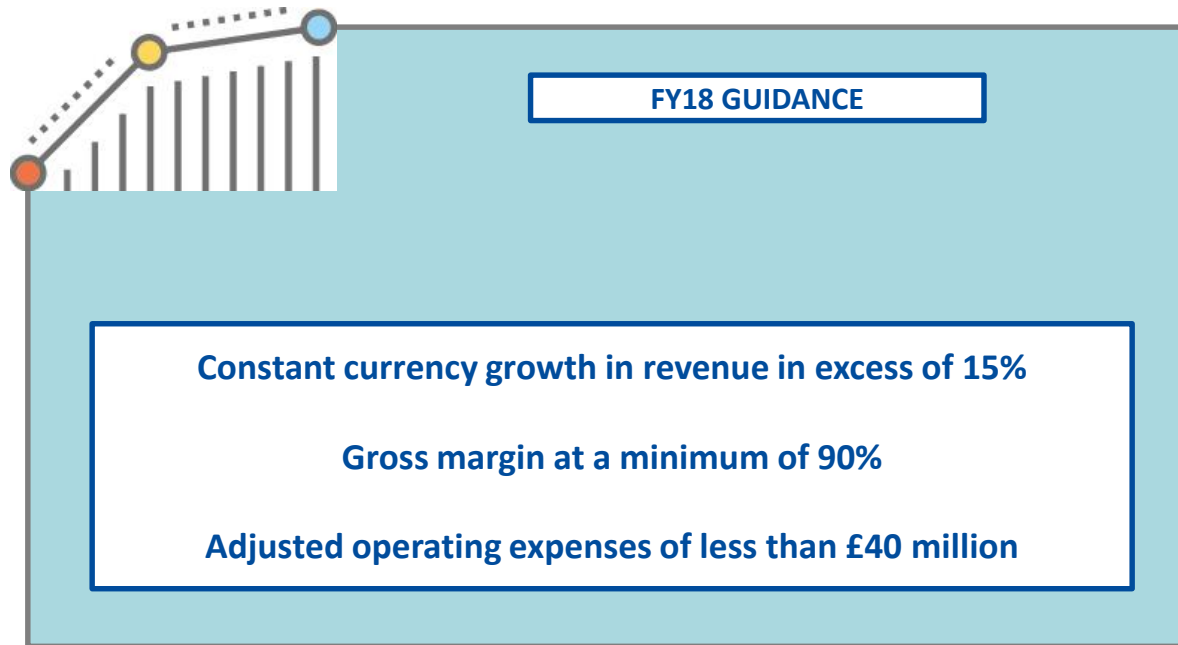 FY18 GUIDANCE
Constant currency growth in revenue in excess of 15%
Gross margin at a minimum of 90%
Adjusted operating expenses of less than £40 million